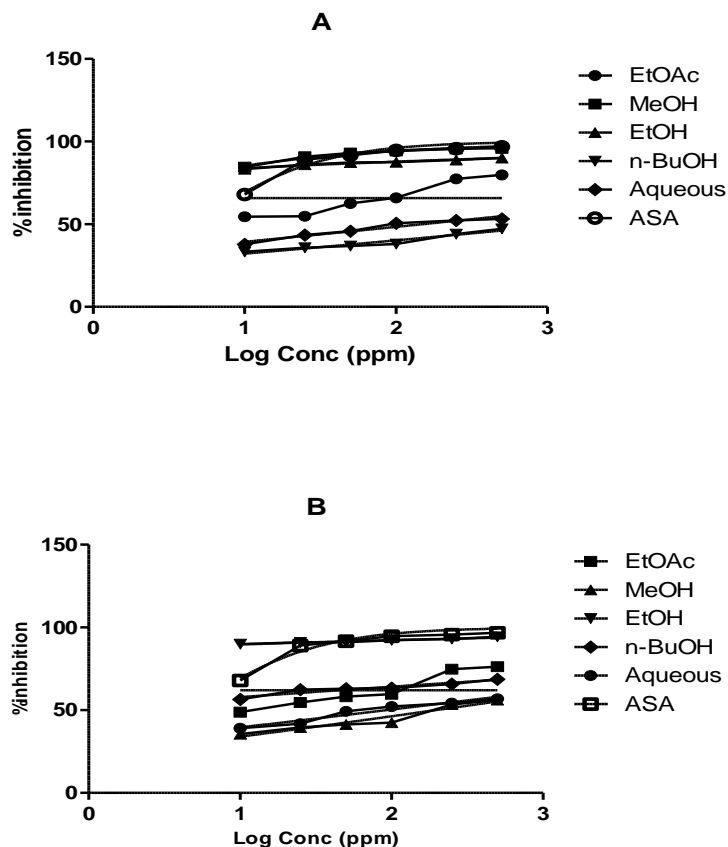 A
150
100
50
0
%inhibition
0
1
2
3
Log Conc (ppm)
EtOAc
MeOH
EtOH
n-BuOH
Aqueous
ASA
B
150
100
50
0
%inhibition
0
1
2
3
Log Conc (ppm)
EtOAc
MeOH
EtOH
n-BuOH
Aqueous
ASA